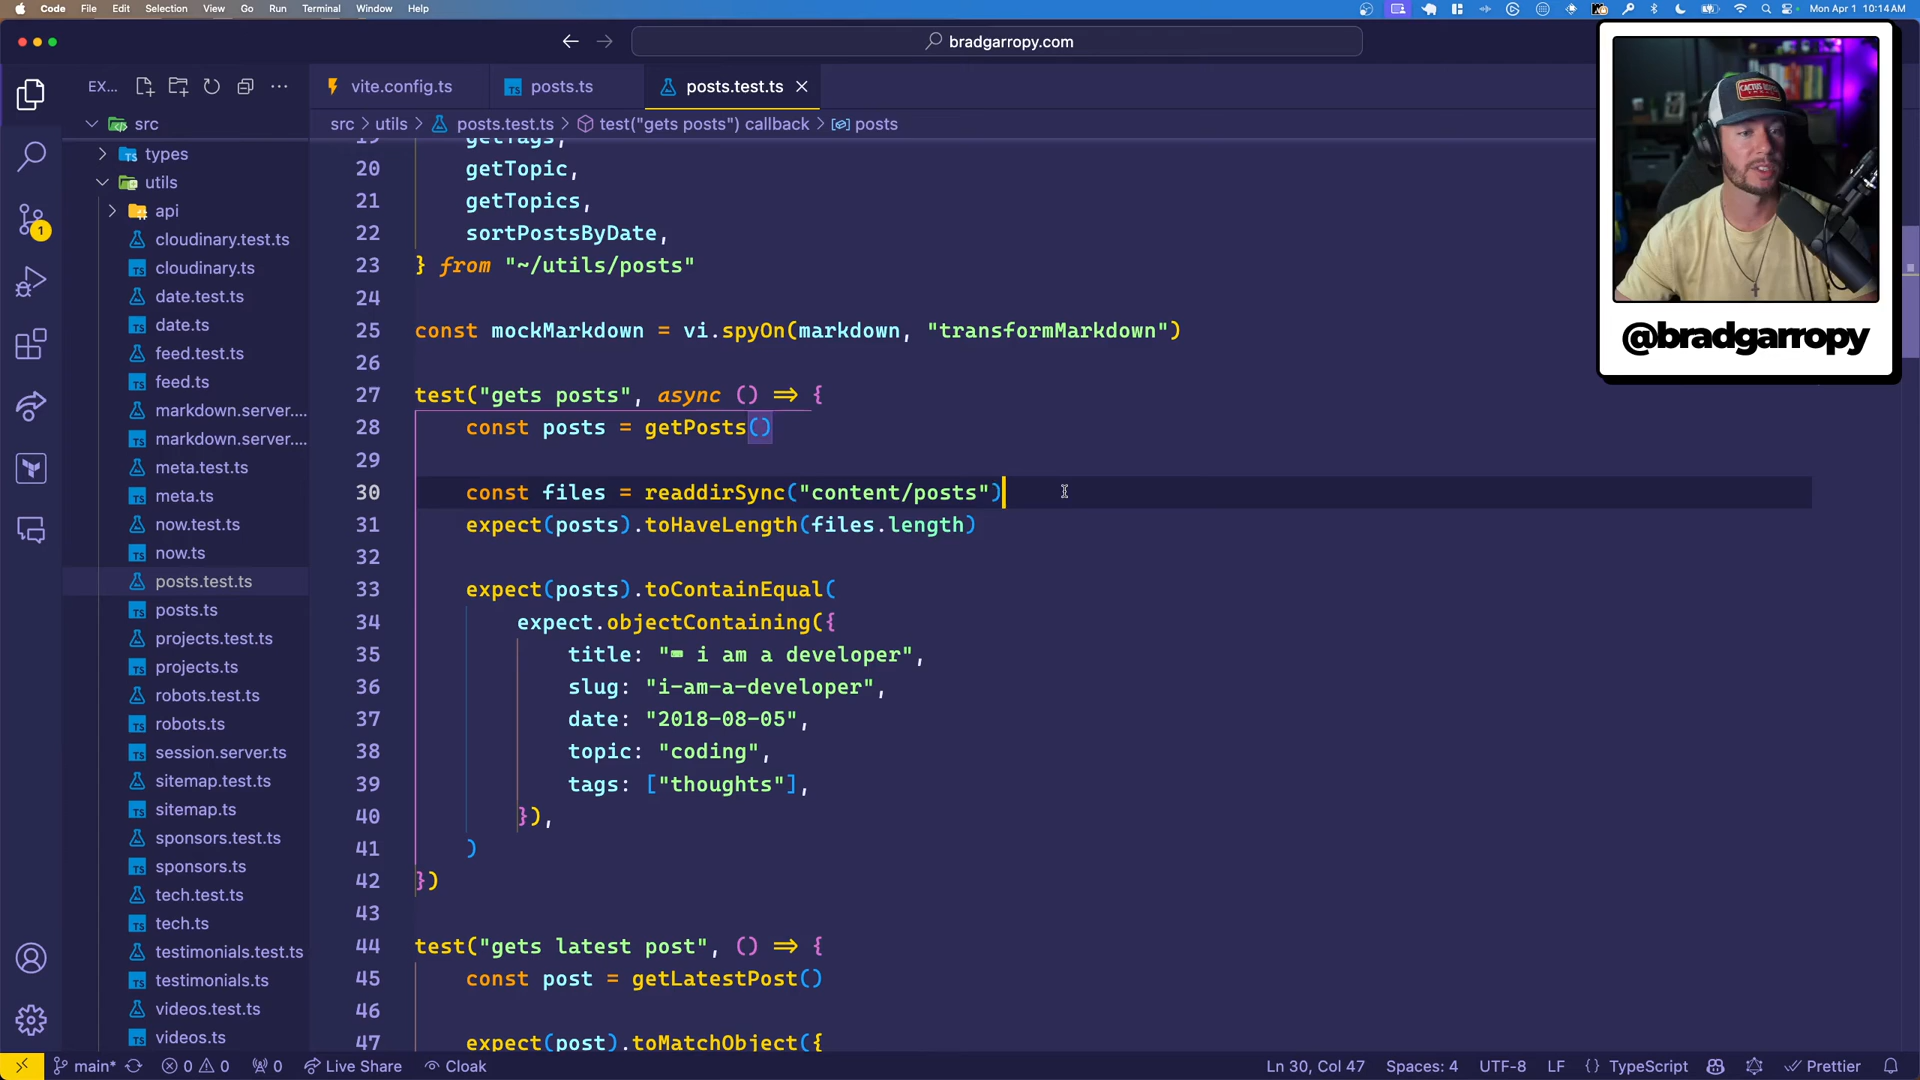 Code File Edit Selection View Go Run Terminal Window Help
Mon Apr 1 10:14 AM
bradgarropy.com
EX...
vite.config.ts
posts.ts
posts.test.ts
src > utils > posts.test.ts > test("gets posts") callback > posts
src
types
utils
api
cloudinary.test.ts
cloudinary.ts
date.test.ts
date.ts
feed.test.ts
feed.ts
markdown.server....
markdown.server....
meta.test.ts
meta.ts
now.test.ts
now.ts
posts.test.ts
posts.ts
projects.test.ts
projects.ts
robots.test.ts
robots.ts
session.server.ts
sitemap.test.ts
sitemap.ts
sponsors.test.ts
sponsors.ts
tech.test.ts
tech.ts
testimonials.test.ts
testimonials.ts
videos.test.ts
videos.ts
19 getTags,
20 getTopic,
21 getTopics,
22 sortPostsByDate,
23 } from "~/utils/posts"
24
25 const mockMarkdown = vi.spyOn(markdown, "transformMarkdown")
26
27 test("gets posts", async () => {
28 const posts = getPosts()
29
30 const files = readdirSync("content/posts")
31 expect(posts).toHaveLength(files.length)
32
33 expect(posts).toContainEqual(
34 expect.objectContaining({
35 title: "⌨ i am a developer",
36 slug: "i-am-a-developer",
37 date: "2018-08-05",
38 topic: "coding",
39 tags: ["thoughts"],
40 }),
41 )
42 })
43
44 test("gets latest post", () => {
45 const post = getLatestPost()
46
47 expect(post).toMatchObject({
@bradgarropy
1
main* 0 0 0 Live Share Cloak
Ln 30, Col 47 Spaces: 4 UTF-8 LF {} TypeScript Prettier